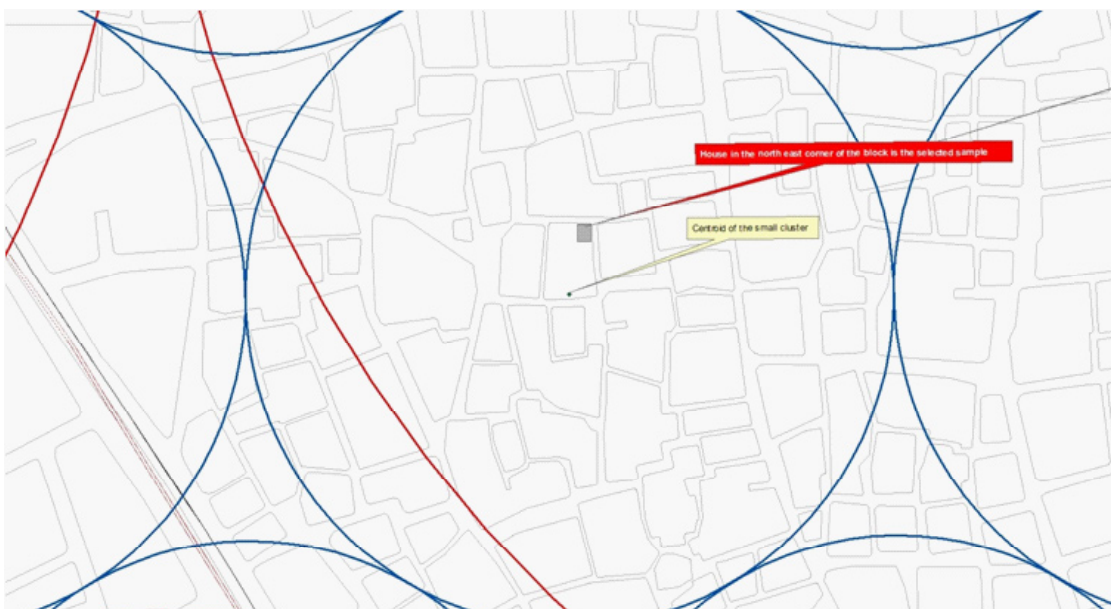 House in the north east corner of the block is the selected sample
Centroid of the small cluster